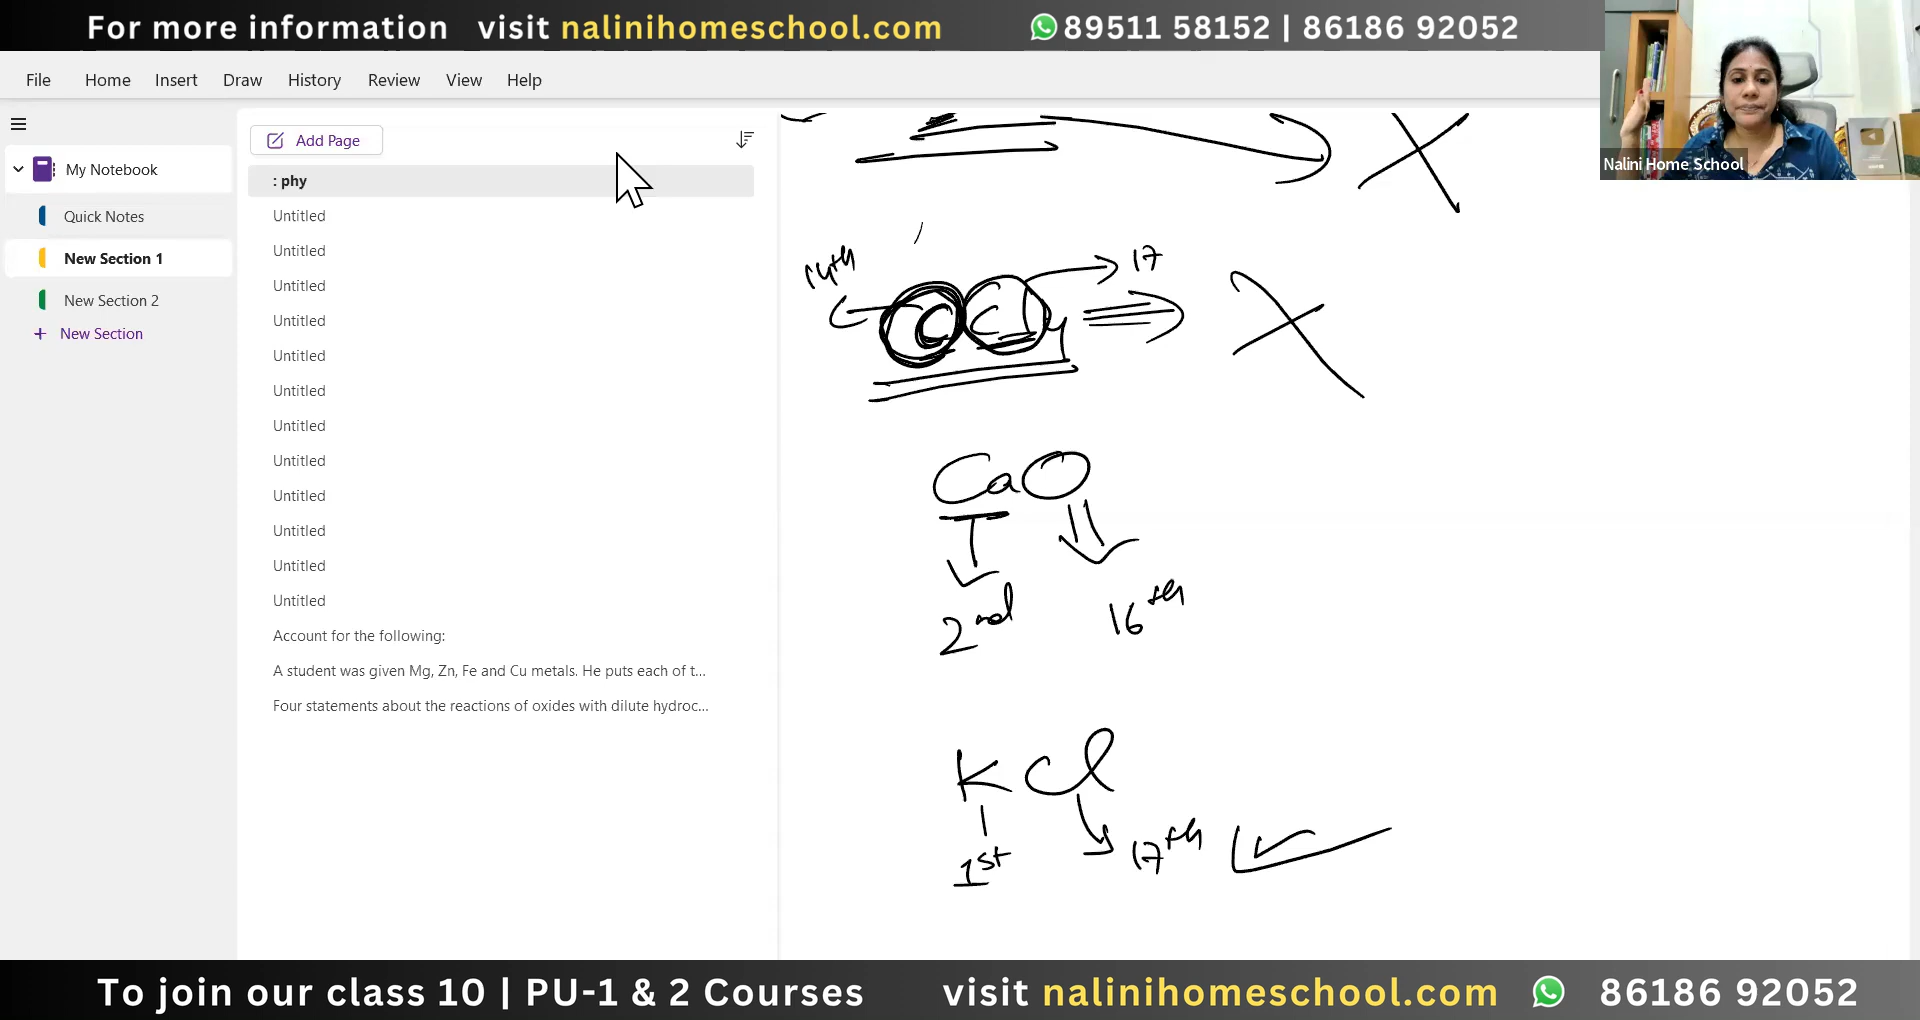 For more information visit nalinihomeschool.com 89511 58152 | 86186 92052
File Home Insert Draw History Review View Help
Nalini Home School
Add Page
My Notebook
Quick Notes
New Section 1
New Section 2
New Section
: phy
Untitled
Untitled
Untitled
Untitled
Untitled
Untitled
Untitled
Untitled
Untitled
Untitled
Untitled
Untitled
Account for the following:
A student was given Mg, Zn, Fe and Cu metals. He puts each of t...
Four statements about the reactions of oxides with dilute hydroc...
14th 17
CCl4
CaO
2nd 16th
KCl
1st 17th
To join our class 10 | PU-1 & 2 Courses visit nalinihomeschool.com 86186 92052